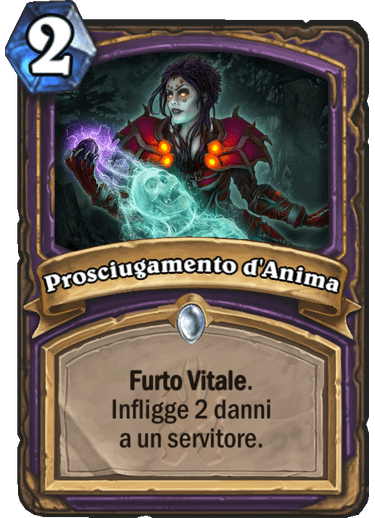 2
Prosciugamento d'Anima
Furto Vitale.
Infligge 2 danni
a un servitore.